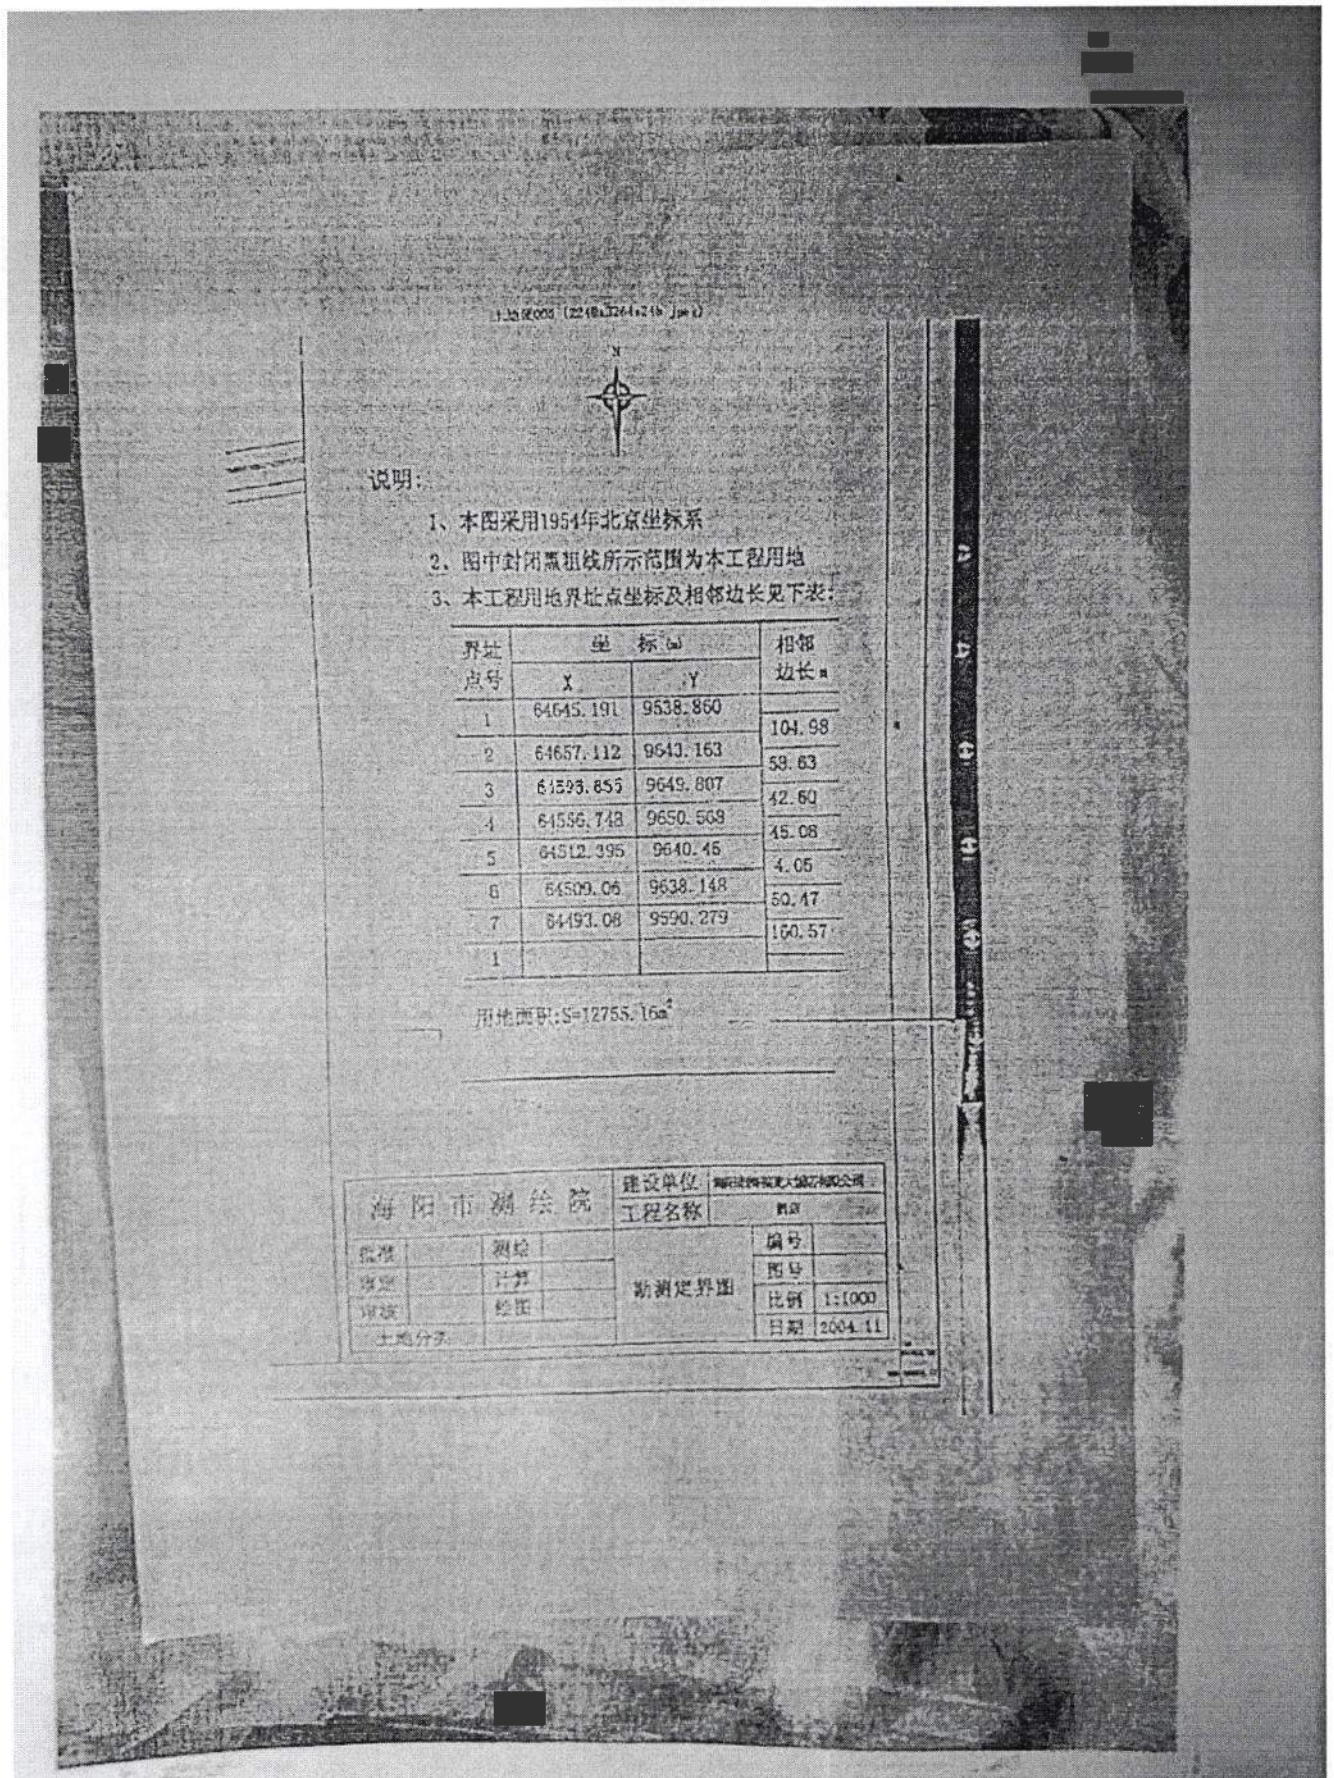 N
说明:
1、本图采用1954年北京坐标系
2、图中封闭黑粗线所示范围为本工程用地
3、本工程用地界址点坐标及相邻边长见下表:
界址点号 坐 标(m) 相邻边长m
X Y
1 64645.191 9538.860
104.98
2 64657.112 9643.163
3 9649.807
42.60
4 64556.748 9650.568
45.08
5 64512.395 9640.46
4.05
6 64509.06 9638.148
50.47
7 64493.08 9590.279
160.57
1
用地面积:S=12755.16m²
海阳市测绘院 建设单位
工程名称 酒店
批准 测绘 编号
审定 计算 勘测定界图 图号
审核 绘图 比例 1:1000
土地分类 日期 2004.11